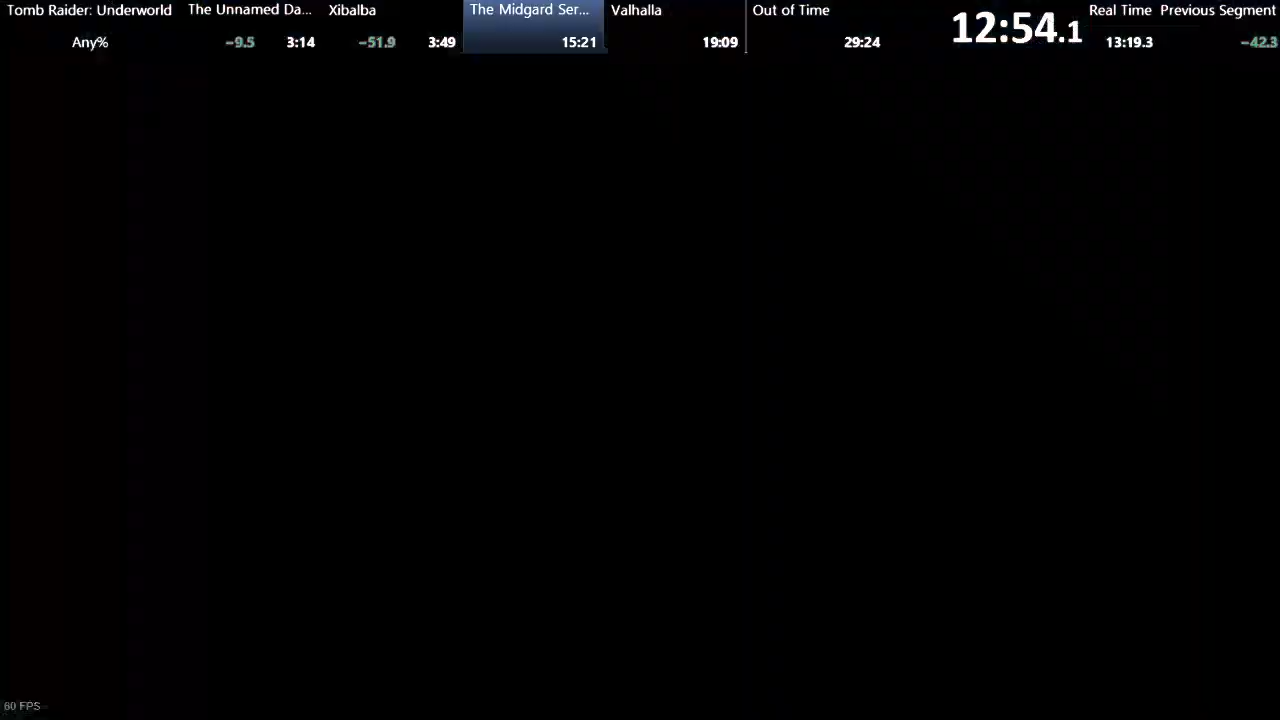 Tomb Raider: Underworld
Any%
The Unnamed Da...
−9.5 3:14
Xibalba
−51.9 3:49
The Midgard Ser...
15:21
Valhalla
19:09
Out of Time
29:24
12:54.1
Real Time
13:19.3
Previous Segment
−42.3
60 FPS